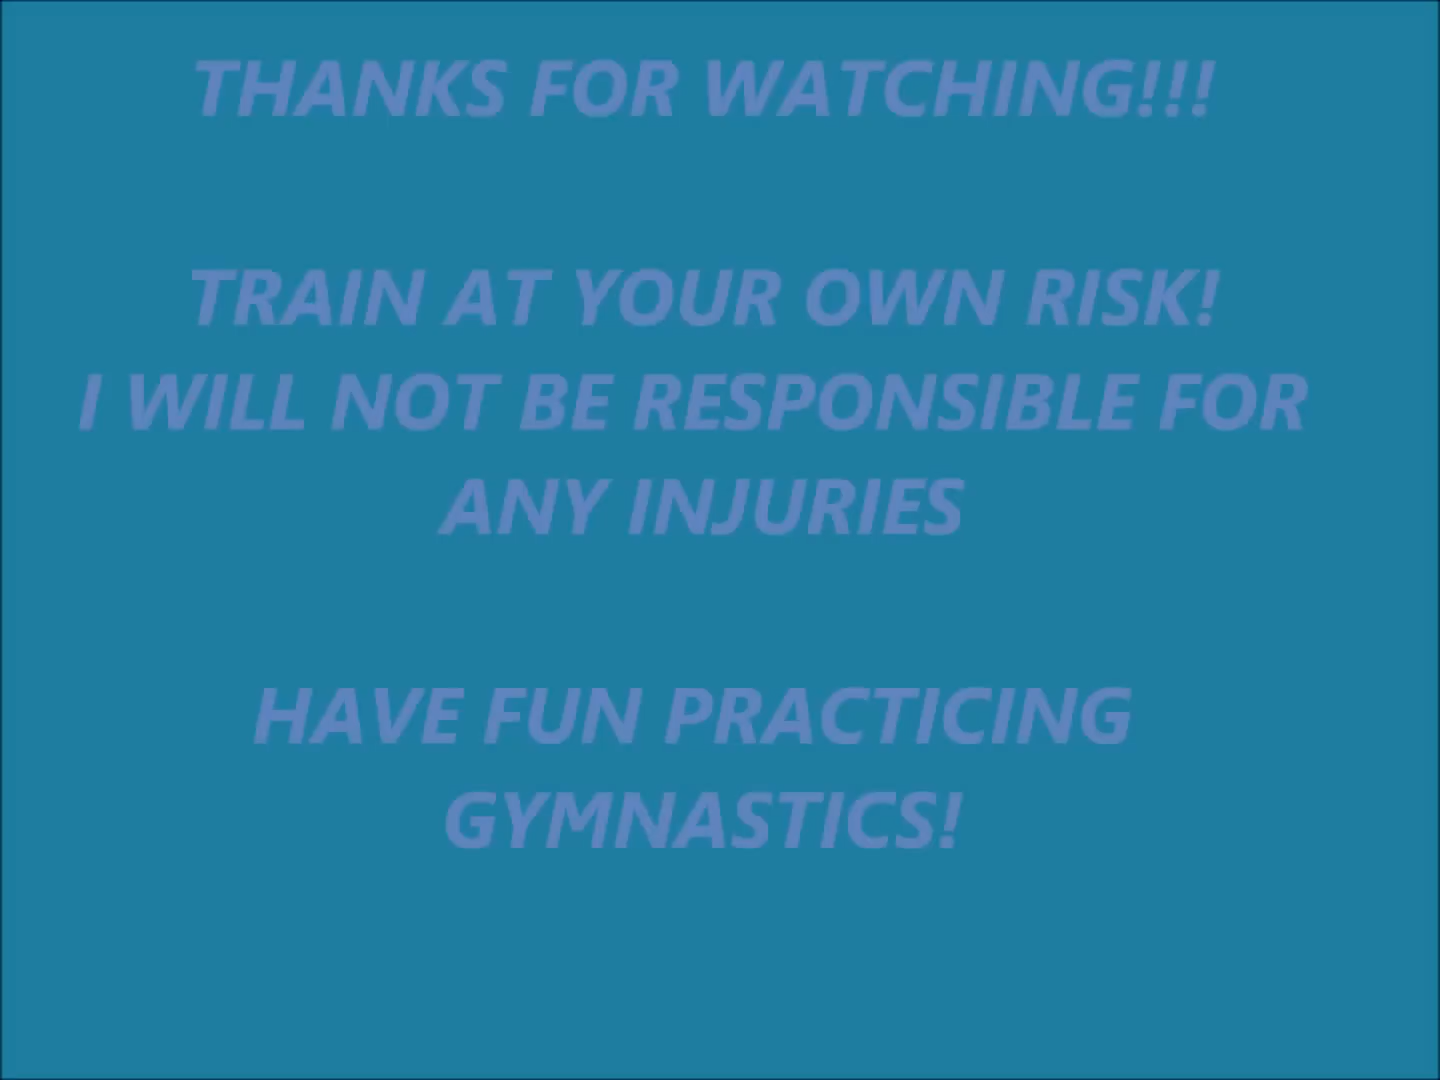 THANKS FOR WATCHING!!!
TRAIN AT YOUR OWN RISK!
I WILL NOT BE RESPONSIBLE FOR
ANY INJURIES
HAVE FUN PRACTICING
GYMNASTICS!